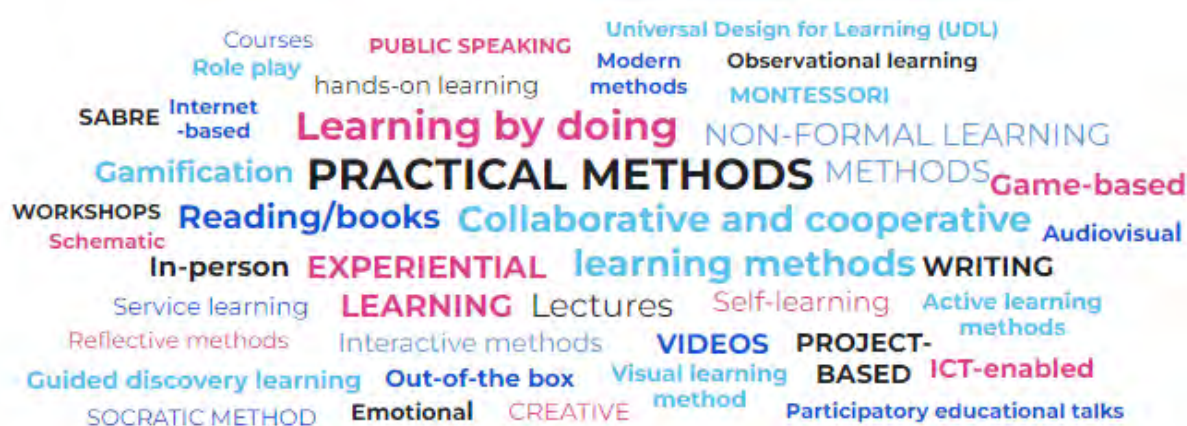 Courses
PUBLIC SPEAKING
Universal Design for Learning (UDL)
Role play
hands-on learning
Modern
methods
Observational learning
MONTESSORI
SABRE
Internet
-based
Learning by doing
NON-FORMAL LEARNING
METHODS
Gamification
PRACTICAL METHODS
Game-based
WORKSHOPS
Schematic
Reading/books
Collaborative and cooperative
learning methods
Audiovisual
In-person
EXPERIENTIAL
LEARNING
WRITING
Service learning
Lectures
Self-learning
Active learning
methods
Reflective methods
Interactive methods
VIDEOS
PROJECT-
BASED
ICT-enabled
Guided discovery learning
Out-of-the box
Visual learning
method
SOCRATIC METHOD
Emotional
CREATIVE
Participatory educational talks